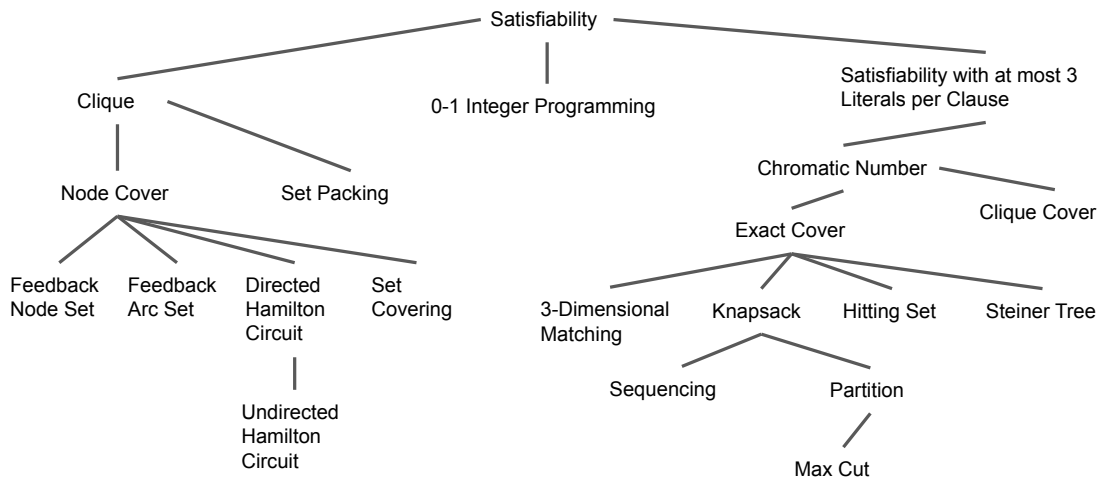 Satisfiability
Clique
0-1 Integer Programming
Satisfiability with at most 3
Literals per Clause
Node Cover
Set Packing
Chromatic Number
Clique Cover
Exact Cover
Feedback
Node Set
Feedback
Arc Set
Directed
Hamilton
Circuit
Set
Covering
3-Dimensional
Matching
Knapsack
Hitting Set
Steiner Tree
Sequencing
Partition
Undirected
Hamilton
Circuit
Max Cut